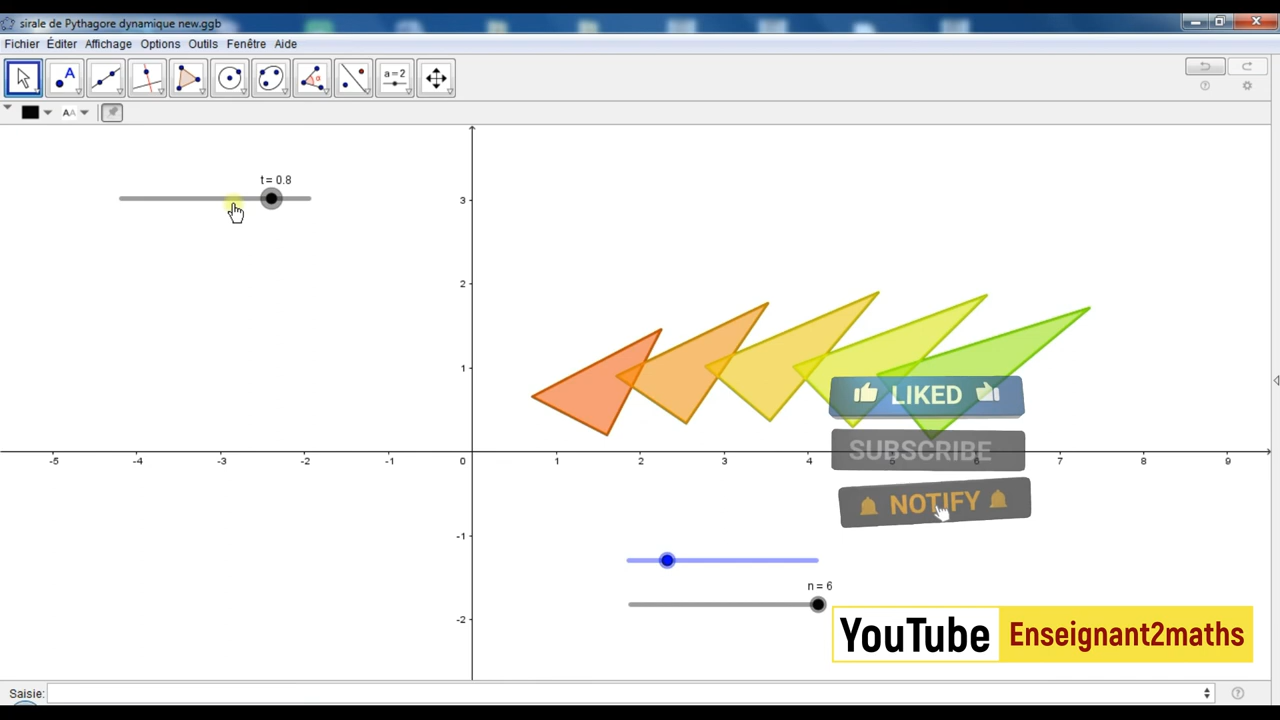 sirale de Pythagore dynamique new.ggb
Fichier Éditer Affichage Options Outils Fenêtre Aide
A
α
a = 2
AA
t = 0.8
3
2
1
-5 -4 -3 -2 -1 0 1 2 3 4 5 6 7 8 9
-1
-2
LIKED
SUBSCRIBE
NOTIFY
n = 6
YouTube Enseignant2maths
Saisie: